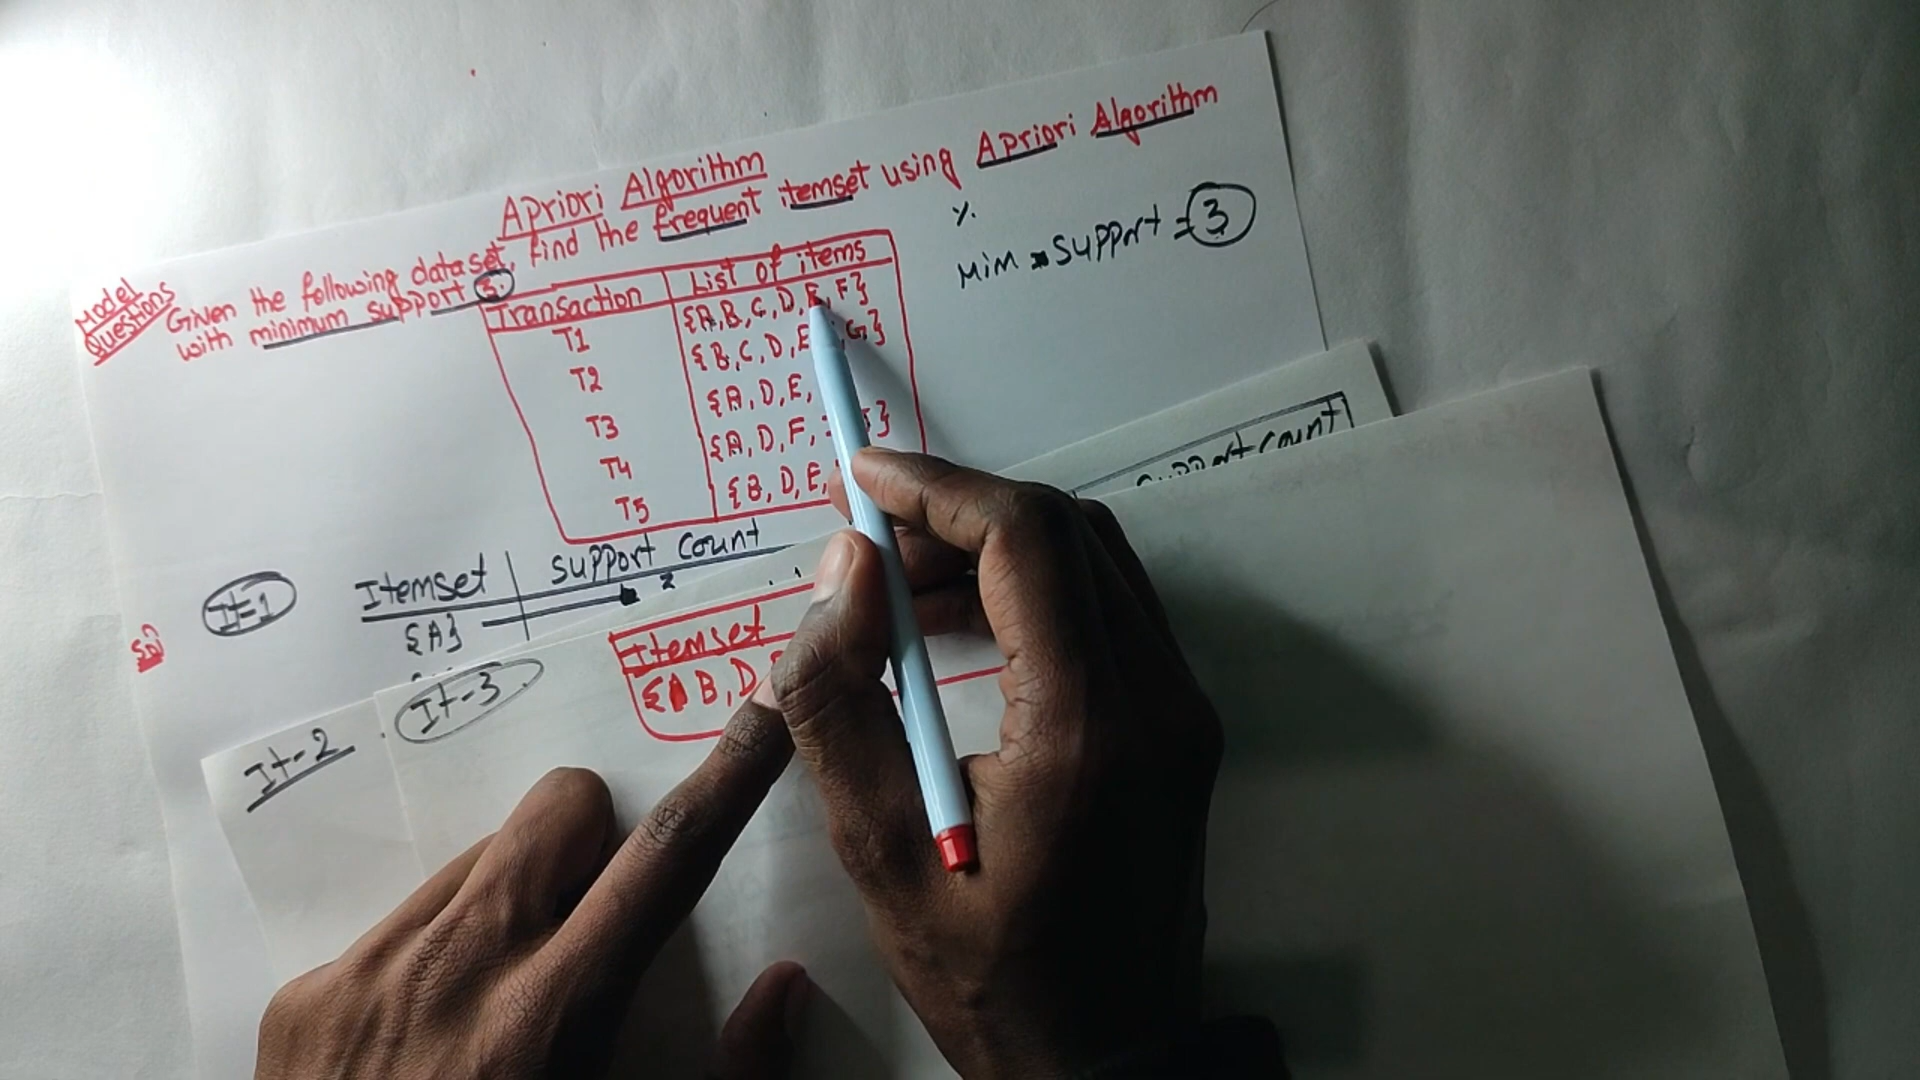 Apriori Algorithm
Model Questions
Given the following dataset, find the frequent itemset using Apriori Algorithm
with minimum support 3.
Min support = 3
Transaction List of items
T1 {A,B,C,D,E,F}
T2 {B,C,D,E, ,G}
T3 {A,D,E,
T4 {A,D,F, }
T5 {B,D,E,
It-1 Itemset support count
{A}
support count
It-2
It-3
Itemset
{B,D